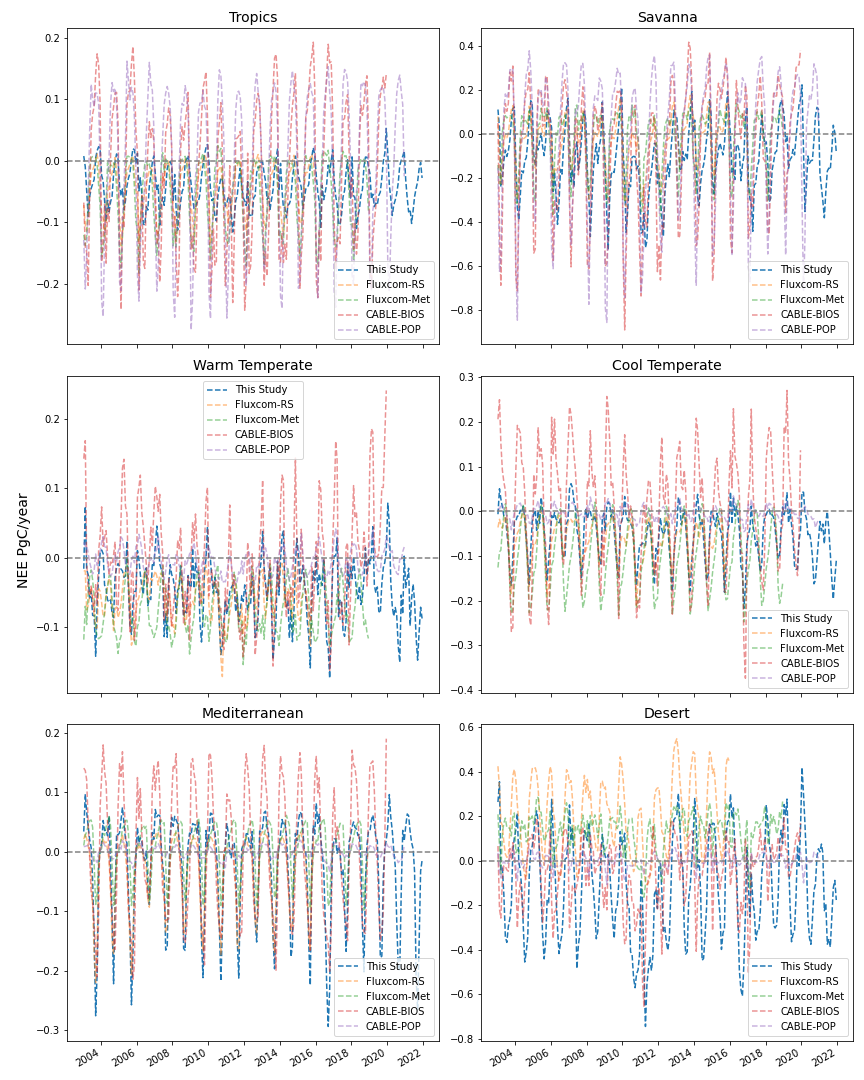 Tropics
0.2
0.1
0.0
−0.1
−0.2
This Study
Fluxcom-RS
Fluxcom-Met
CABLE-BIOS
CABLE-POP
Savanna
0.4
0.2
0.0
−0.2
−0.4
−0.6
−0.8
This Study
Fluxcom-RS
Fluxcom-Met
CABLE-BIOS
CABLE-POP
NEE PgC/year
Warm Temperate
0.2
0.1
0.0
−0.1
This Study
Fluxcom-RS
Fluxcom-Met
CABLE-BIOS
CABLE-POP
Cool Temperate
0.3
0.2
0.1
0.0
−0.1
−0.2
−0.3
−0.4
This Study
Fluxcom-RS
Fluxcom-Met
CABLE-BIOS
CABLE-POP
Mediterranean
0.2
0.1
0.0
−0.1
−0.2
−0.3
This Study
Fluxcom-RS
Fluxcom-Met
CABLE-BIOS
CABLE-POP
2004 2006 2008 2010 2012 2014 2016 2018 2020 2022
Desert
0.6
0.4
0.2
0.0
−0.2
−0.4
−0.6
−0.8
This Study
Fluxcom-RS
Fluxcom-Met
CABLE-BIOS
CABLE-POP
2004 2006 2008 2010 2012 2014 2016 2018 2020 2022